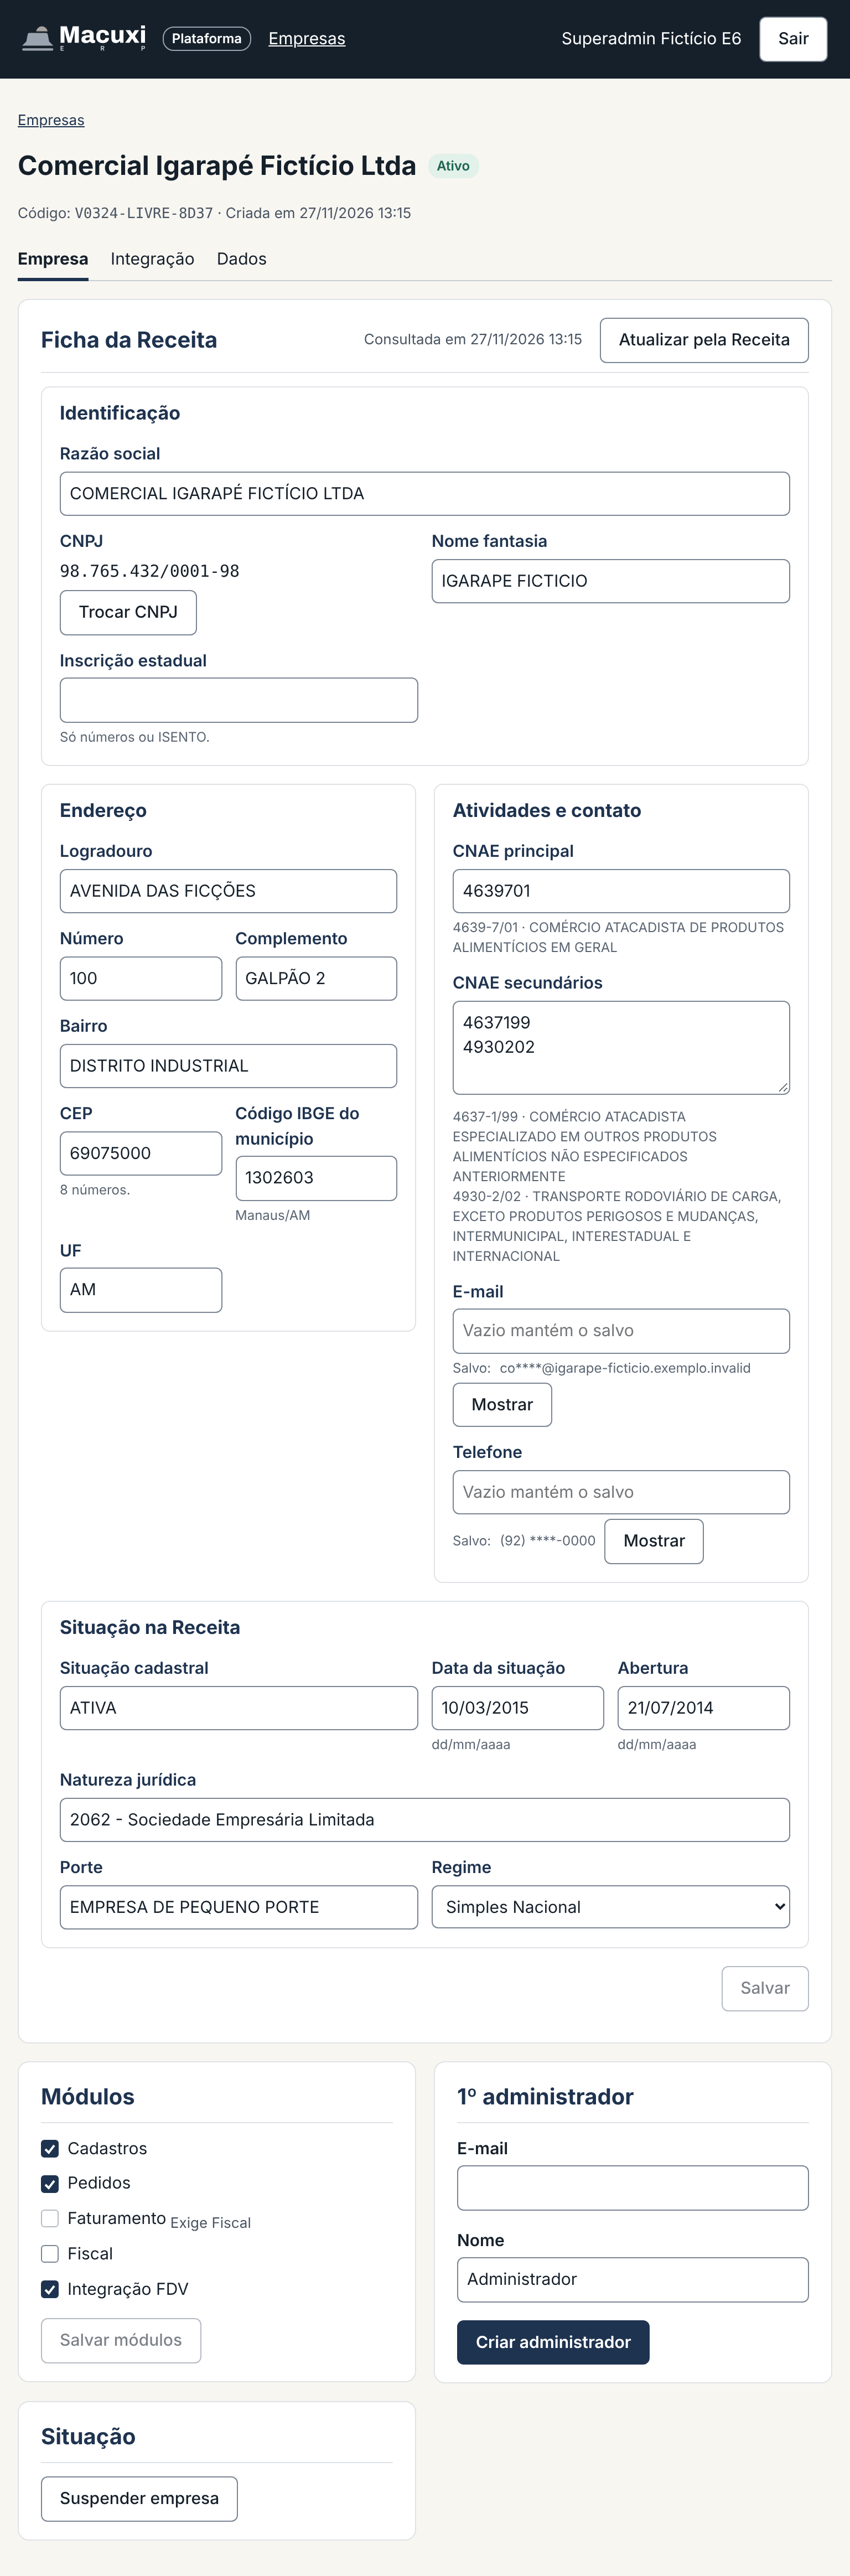 Macuxi
E R P
Plataforma
Empresas
Superadmin Fictício E6
Sair
Empresas
Comercial Igarapé Fictício Ltda
Ativo
Código: V0324-LIVRE-8D37 · Criada em 27/11/2026 13:15
Empresa
Integração
Dados
Ficha da Receita
Consultada em 27/11/2026 13:15
Atualizar pela Receita
Identificação
Razão social
COMERCIAL IGARAPÉ FICTÍCIO LTDA
CNPJ
98.765.432/0001-98
Trocar CNPJ
Nome fantasia
IGARAPE FICTICIO
Inscrição estadual
Só números ou ISENTO.
Endereço
Logradouro
AVENIDA DAS FICÇÕES
Número
100
Complemento
GALPÃO 2
Bairro
DISTRITO INDUSTRIAL
CEP
69075000
8 números.
Código IBGE do
município
1302603
Manaus/AM
UF
AM
Atividades e contato
CNAE principal
4639701
4639-7/01 · COMÉRCIO ATACADISTA DE PRODUTOS
ALIMENTÍCIOS EM GERAL
CNAE secundários
4637199
4930202
4637-1/99 · COMÉRCIO ATACADISTA
ESPECIALIZADO EM OUTROS PRODUTOS
ALIMENTÍCIOS NÃO ESPECIFICADOS
ANTERIORMENTE
4930-2/02 · TRANSPORTE RODOVIÁRIO DE CARGA,
EXCETO PRODUTOS PERIGOSOS E MUDANÇAS,
INTERMUNICIPAL, INTERESTADUAL E
INTERNACIONAL
E-mail
Vazio mantém o salvo
Salvo: co****@igarape-ficticio.exemplo.invalid
Mostrar
Telefone
Vazio mantém o salvo
Salvo: (92) ****-0000
Mostrar
Situação na Receita
Situação cadastral
ATIVA
Data da situação
10/03/2015
dd/mm/aaaa
Abertura
21/07/2014
dd/mm/aaaa
Natureza jurídica
2062 - Sociedade Empresária Limitada
Porte
EMPRESA DE PEQUENO PORTE
Regime
Simples Nacional
Salvar
Módulos
Cadastros
Pedidos
Faturamento Exige Fiscal
Fiscal
Integração FDV
Salvar módulos
1º administrador
E-mail
Nome
Administrador
Criar administrador
Situação
Suspender empresa